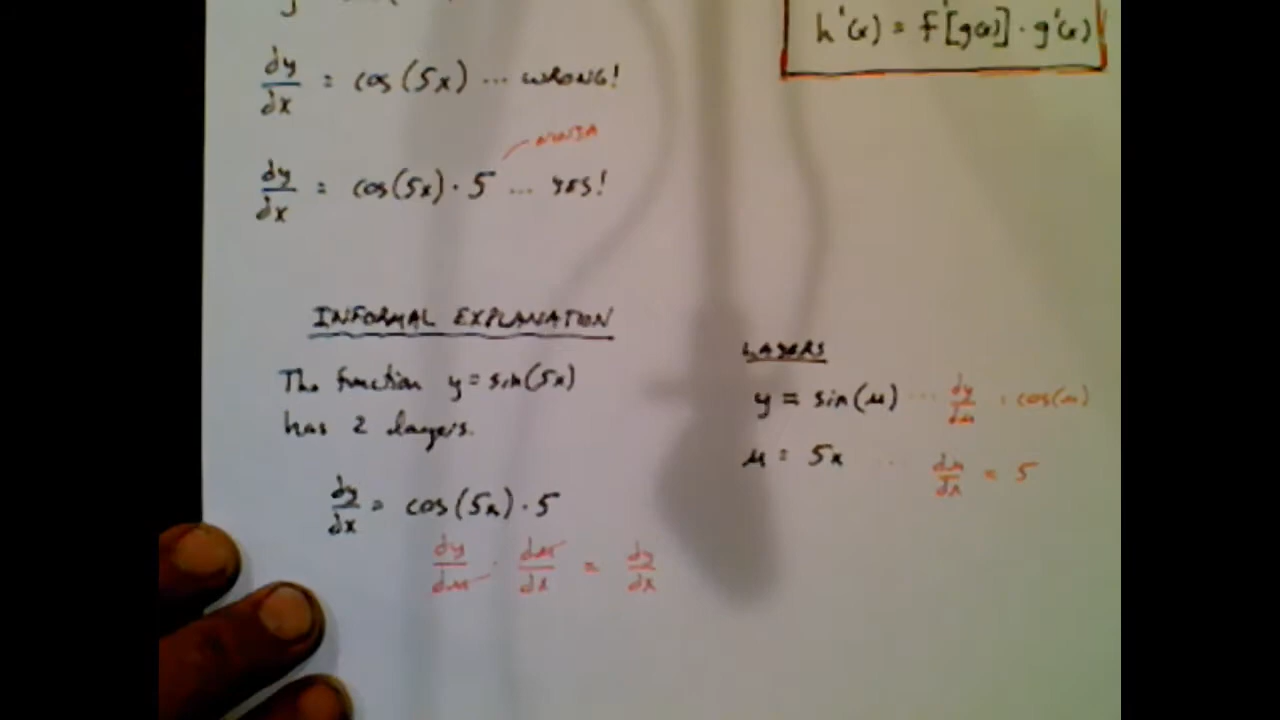 h'(x) = f'[g(x)] · g'(x)
dy/dx = cos(5x) ... WRONG!
NINJA
dy/dx = cos(5x) · 5 ... YES!
INFORMAL EXPLANATION
The function y = sin(5x)
has 2 layers.
dy/dx = cos(5x) · 5
dy/du · du/dx = dy/dx
LAYERS
y = sin(u) ... dy/du = cos(u)
u = 5x ... du/dx = 5